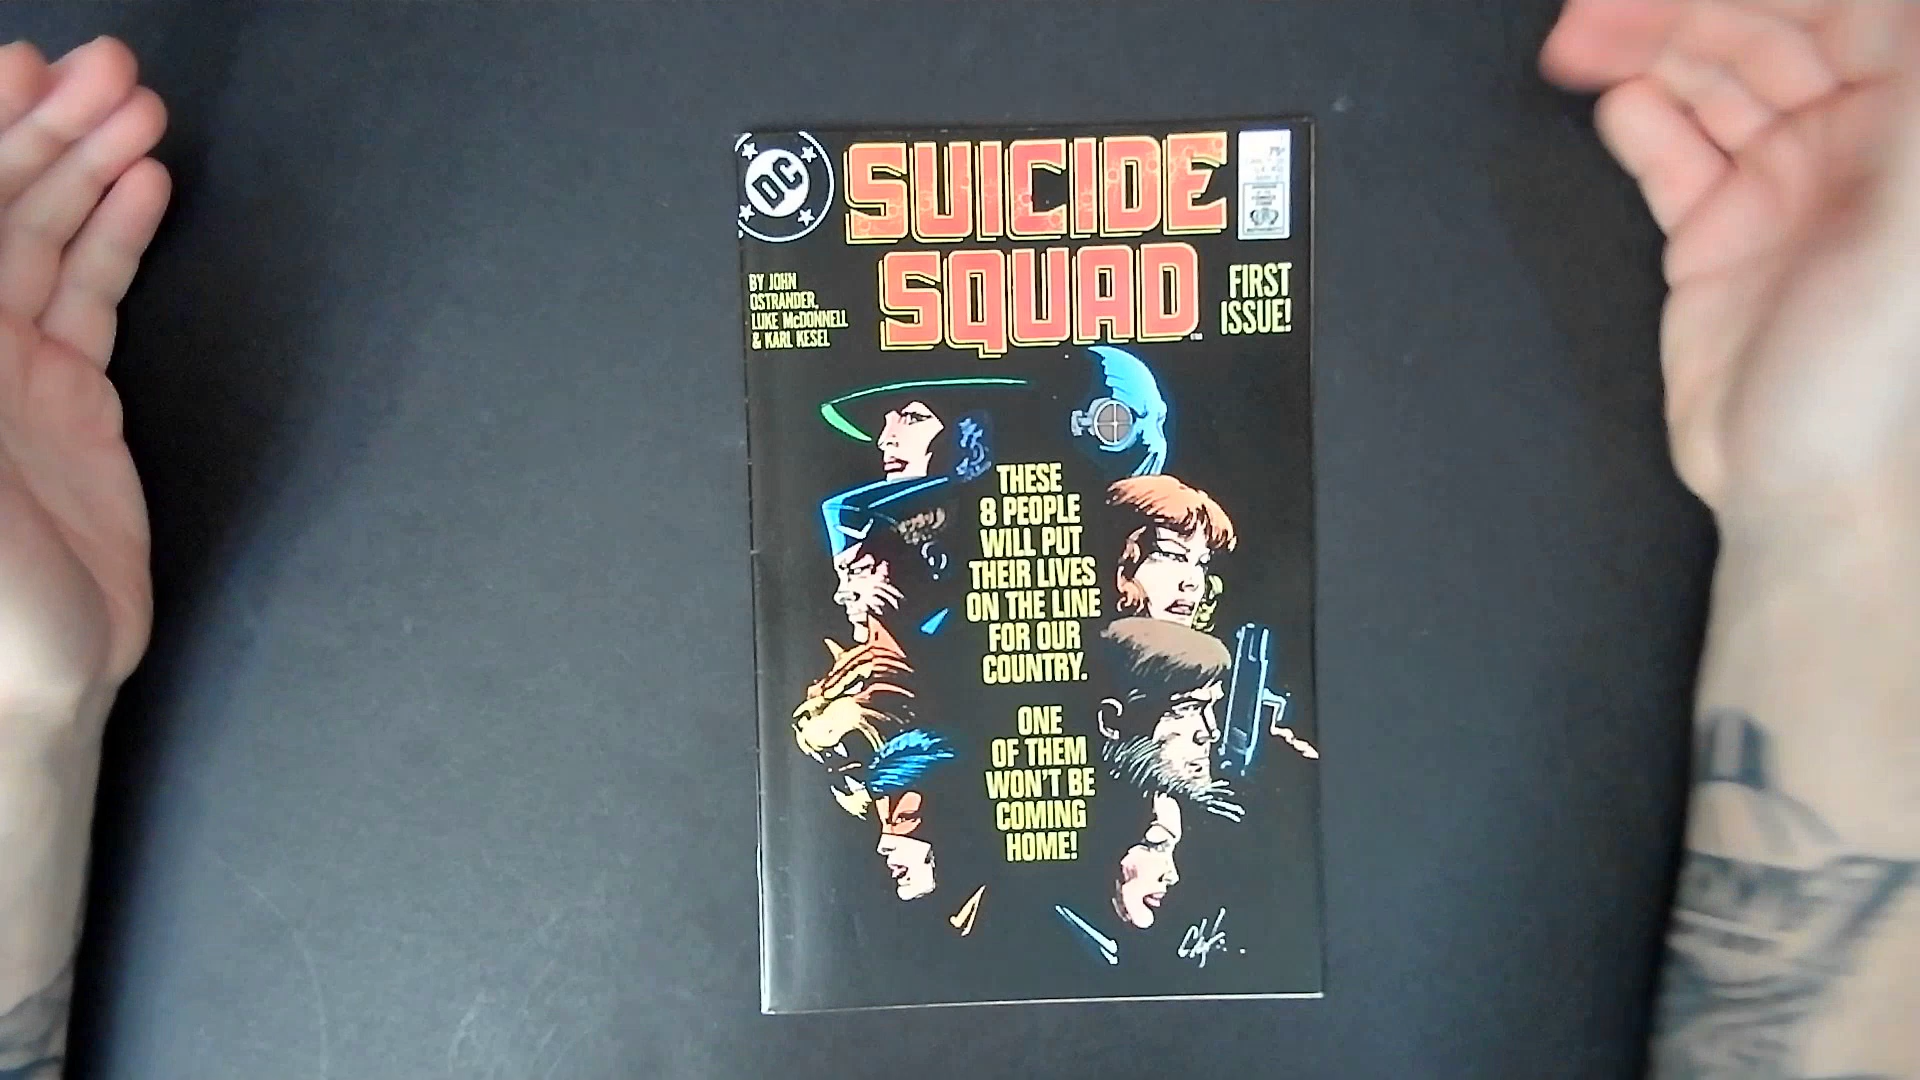 DC
SUICIDE
SQUAD
75¢
BY JOHN
OSTRANDER,
LUKE McDONNELL
& KARL KESEL
FIRST
ISSUE!
THESE
8 PEOPLE
WILL PUT
THEIR LIVES
ON THE LINE
FOR OUR
COUNTRY.
ONE
OF THEM
WON'T BE
COMING
HOME!